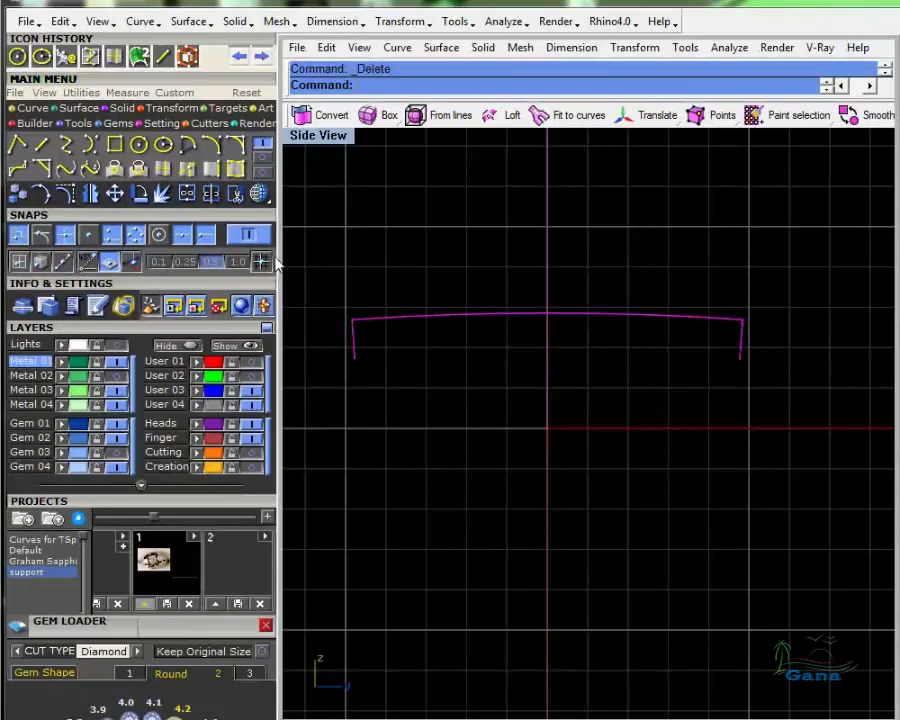 File Edit View Curve Surface Solid Mesh Dimension Transform Tools Analyze Render Rhino4.0 Help
ICON HISTORY
MAIN MENU
File View Utilities Measure Custom Reset
Curve Surface Solid Transform Targets Art
Builder Tools Gems Setting Cutters Render
SNAPS
0.1 0.25 0.5 1.0
INFO & SETTINGS
LAYERS
Lights Hide Show
Metal 01 User 01
Metal 02 User 02
Metal 03 User 03
Metal 04 User 04
Gem 01 Heads
Gem 02 Finger
Gem 03 Cutting
Gem 04 Creation
PROJECTS
Curves for TSp
Default
Graham Sapphi
support
1 2
GEM LOADER
CUT TYPE Diamond Keep Original Size
Gem Shape 1 Round 2 3
3.9 4.0 4.1 4.2
File Edit View Curve Surface Solid Mesh Dimension Transform Tools Analyze Render V-Ray Help
Command: _Delete
Command:
Convert Box From lines Loft Fit to curves Translate Points Paint selection Smooth
Side View
z
Gana